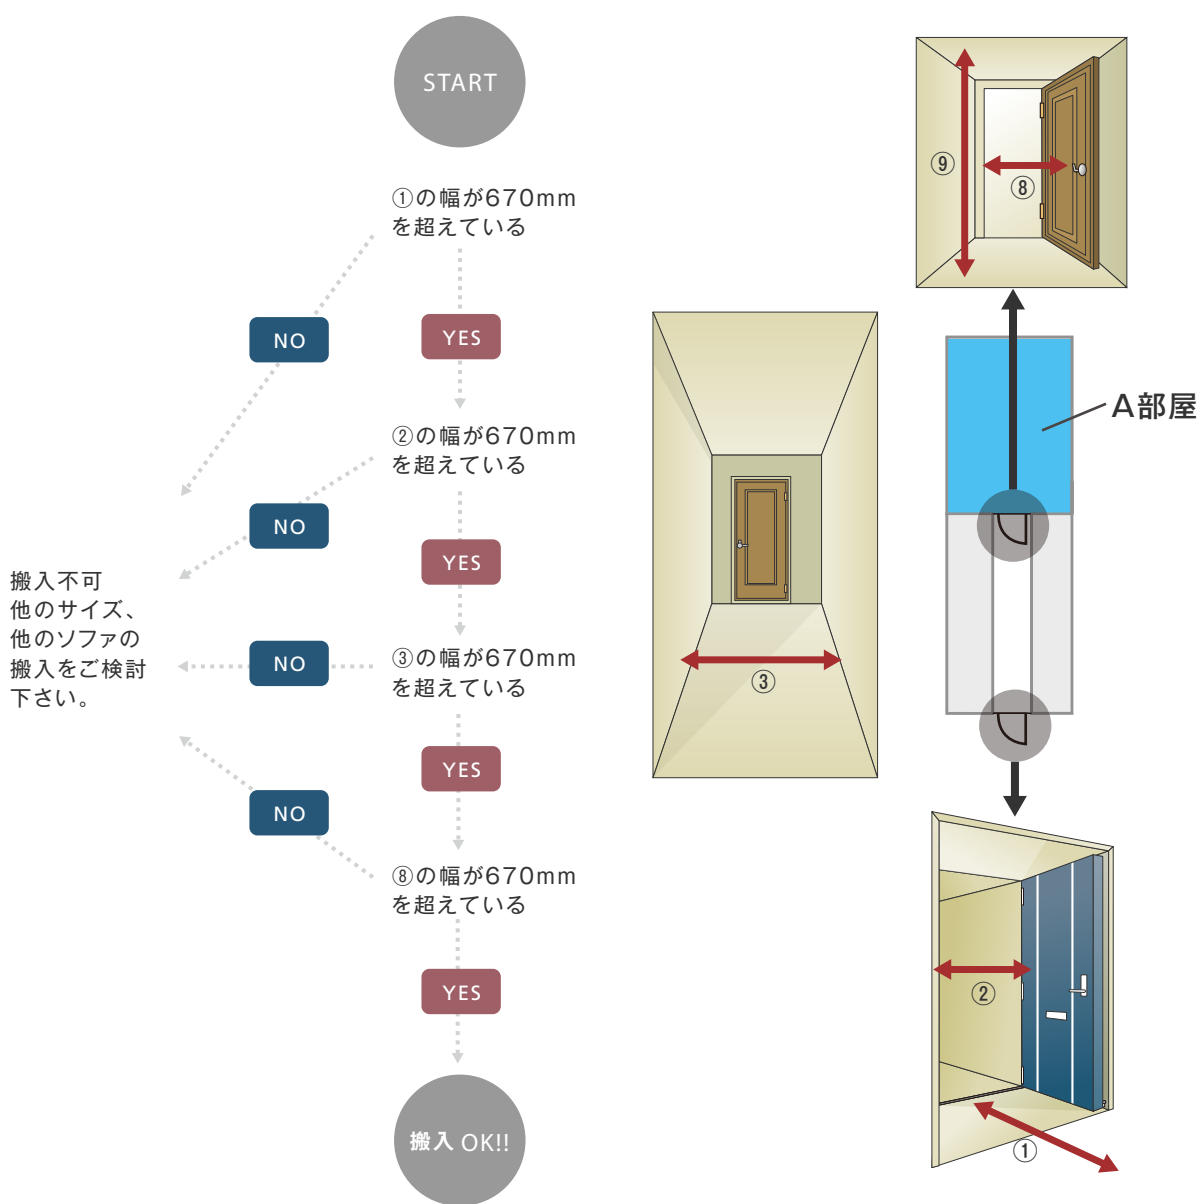 START
①の幅が670mm
を超えている
NO
YES
②の幅が670mm
を超えている
NO
YES
搬入不可
他のサイズ、
他のソファの
搬入をご検討
下さい。
③の幅が670mm
を超えている
NO
YES
NO
⑧の幅が670mm
を超えている
YES
搬入 OK!!
③
⑨
⑧
A部屋
②
①